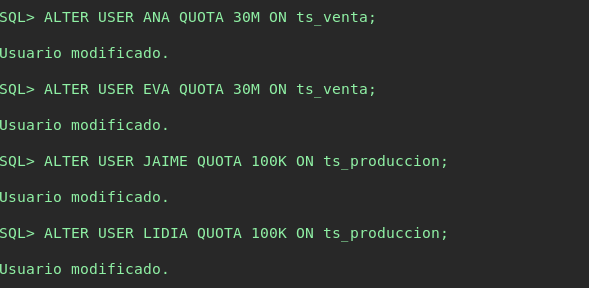 SQL> ALTER USER ANA QUOTA 30M ON ts_venta;
Usuario modificado.
SQL> ALTER USER EVA QUOTA 30M ON ts_venta;
Usuario modificado.
SQL> ALTER USER JAIME QUOTA 100K ON ts_produccion;
Usuario modificado.
SQL> ALTER USER LIDIA QUOTA 100K ON ts_produccion;
Usuario modificado.